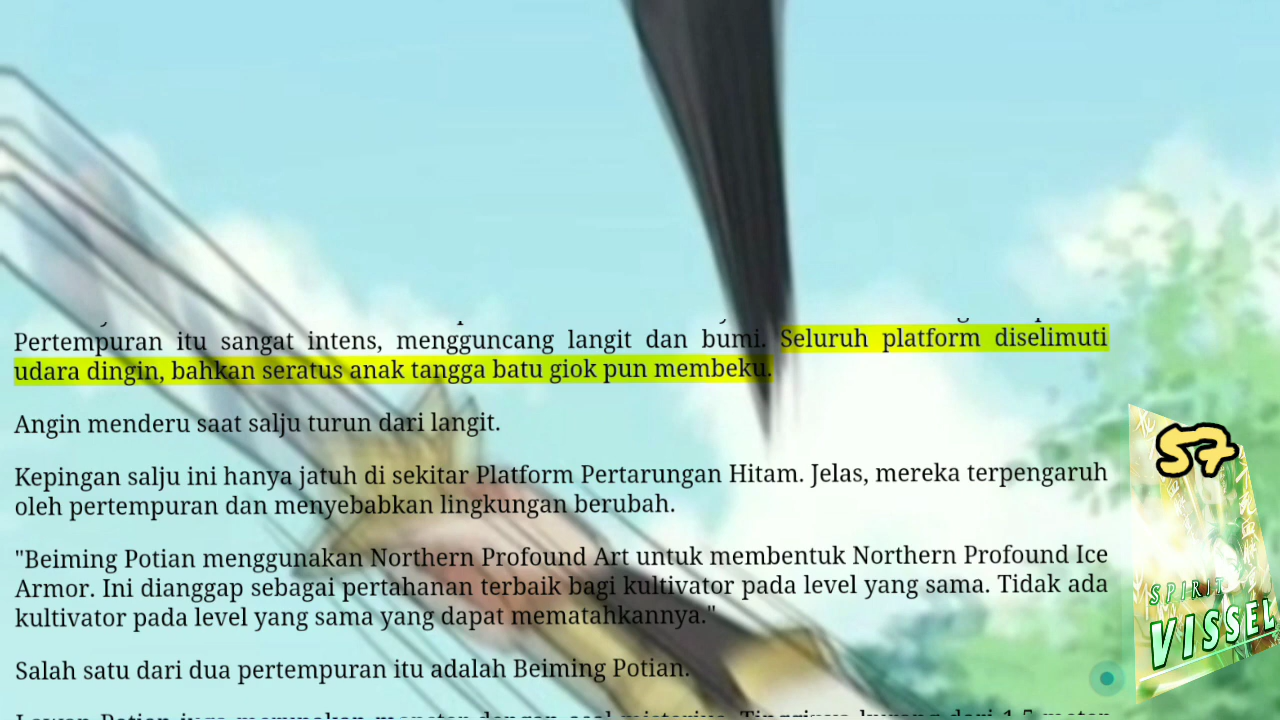 Pertempuran itu sangat intens, mengguncang langit dan bumi. Seluruh platform diselimuti
udara dingin, bahkan seratus anak tangga batu giok pun membeku.
Angin menderu saat salju turun dari langit.
Kepingan salju ini hanya jatuh di sekitar Platform Pertarungan Hitam. Jelas, mereka terpengaruh
oleh pertempuran dan menyebabkan lingkungan berubah.
"Beiming Potian menggunakan Northern Profound Art untuk membentuk Northern Profound Ice
Armor. Ini dianggap sebagai pertahanan terbaik bagi kultivator pada level yang sama. Tidak ada
kultivator pada level yang sama yang dapat mematahkannya."
Salah satu dari dua pertempuran itu adalah Beiming Potian.
57
SPIRIT
VISSEL